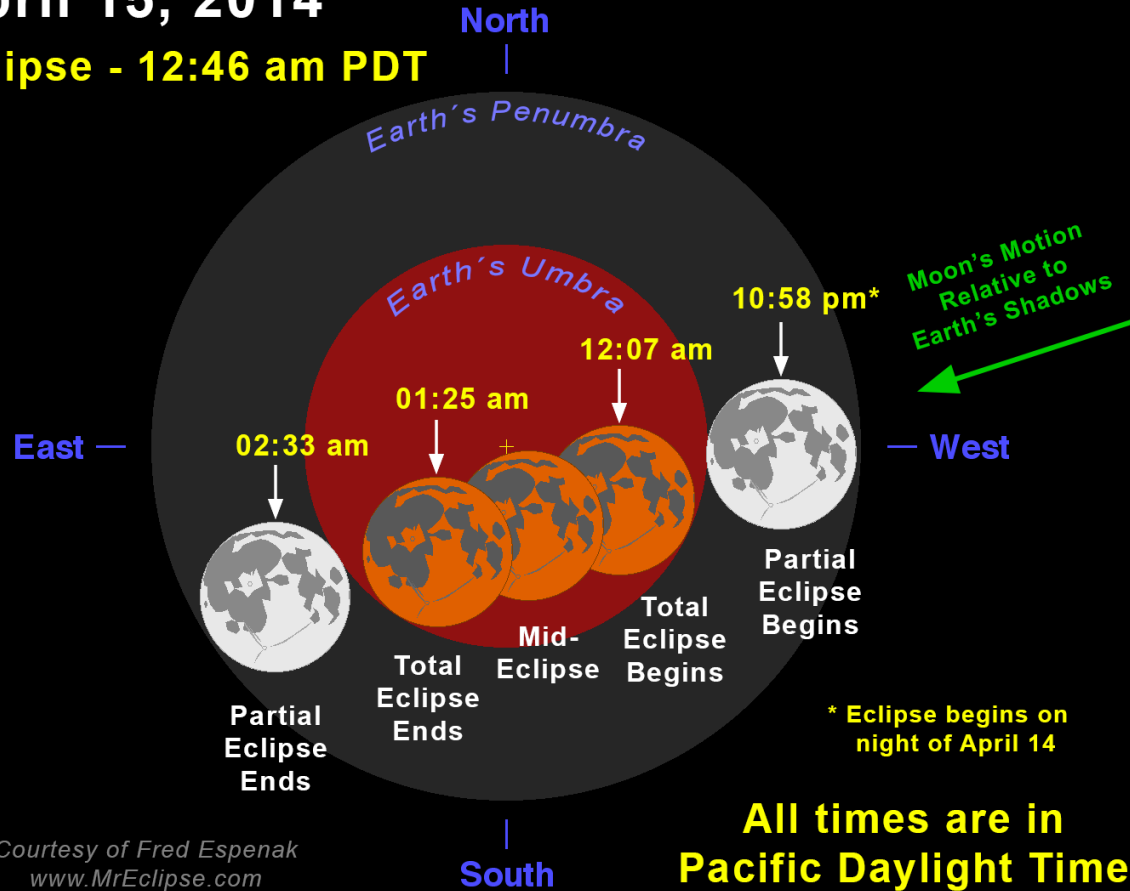 April 15, 2014
North
ipse - 12:46 am PDT
Earth´s Penumbra
Moon's Motion
Relative to
Earth's Shadows
Earth´s Umbra
10:58 pm*
12:07 am
01:25 am
02:33 am
East
West
Partial
Eclipse
Begins
Total
Eclipse
Begins
Mid-
Eclipse
Total
Eclipse
Ends
Partial
Eclipse
Ends
* Eclipse begins on
night of April 14
All times are in
Pacific Daylight Time
Courtesy of Fred Espenak
www.MrEclipse.com
South